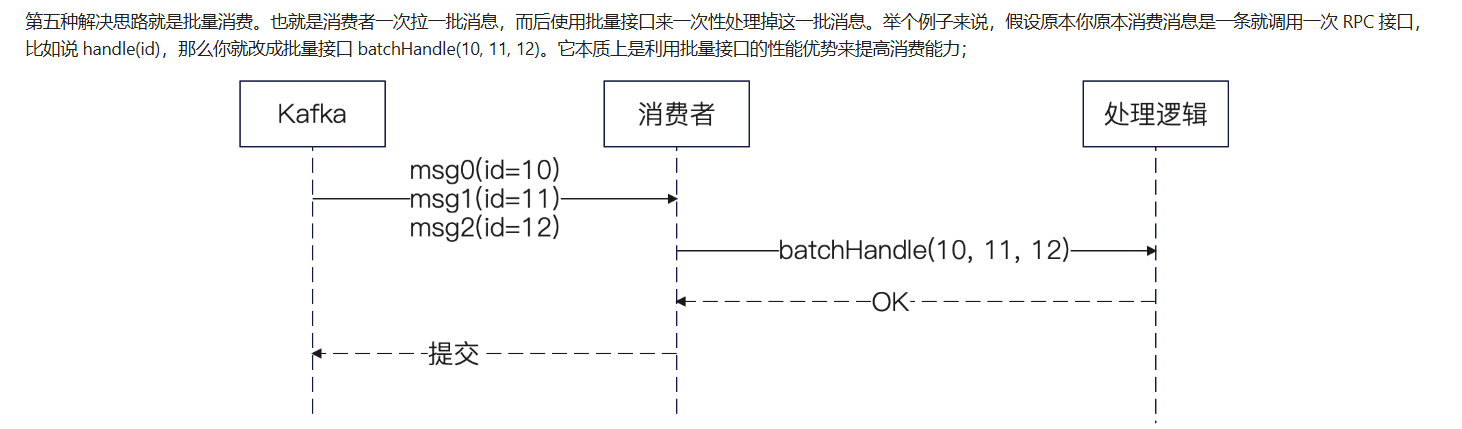 第五种解决思路就是批量消费。也就是消费者一次拉一批消息，而后使用批量接口来一次性处理掉这一批消息。举个例子来说，假设原本你原本消费消息是一条就调用一次 RPC 接口，
比如说 handle(id)，那么你就改成批量接口 batchHandle(10, 11, 12)。它本质上是利用批量接口的性能优势来提高消费能力；
Kafka
消费者
处理逻辑
msg0(id=10)
msg1(id=11)
msg2(id=12)
batchHandle(10, 11, 12)
OK
提交